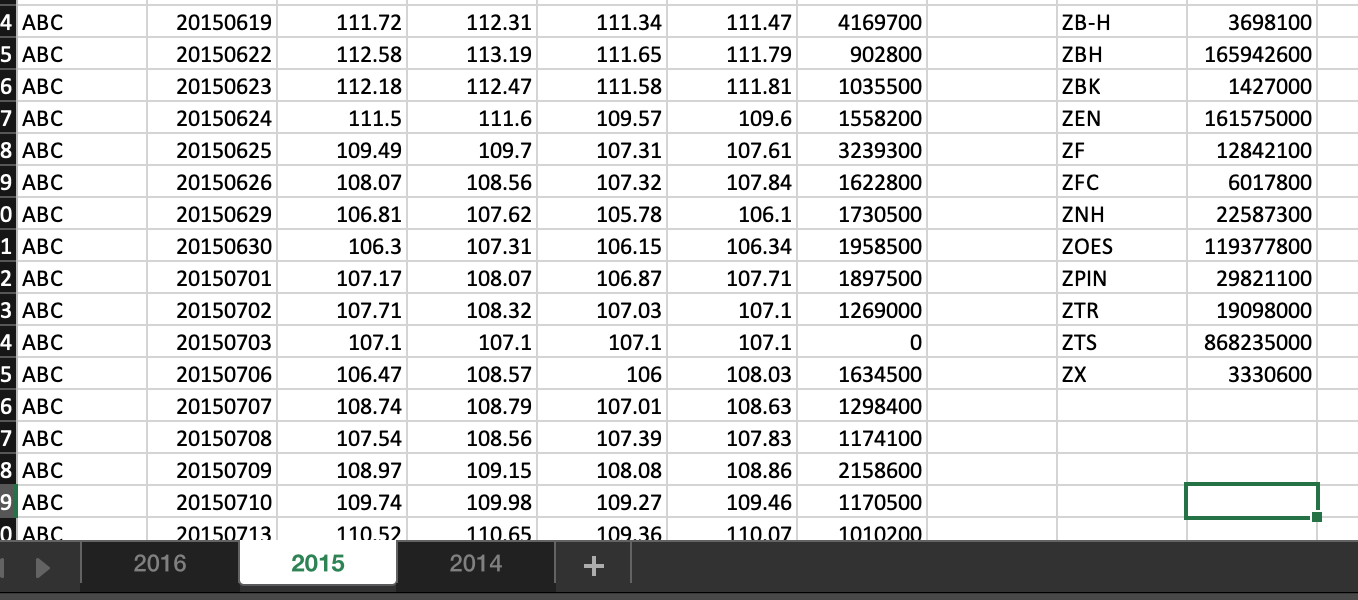 4 ABC 20150619 111.72 112.31 111.34 111.47 4169700 ZB-H 3698100
5 ABC 20150622 112.58 113.19 111.65 111.79 902800 ZBH 165942600
6 ABC 20150623 112.18 112.47 111.58 111.81 1035500 ZBK 1427000
7 ABC 20150624 111.5 111.6 109.57 109.6 1558200 ZEN 161575000
8 ABC 20150625 109.49 109.7 107.31 107.61 3239300 ZF 12842100
9 ABC 20150626 108.07 108.56 107.32 107.84 1622800 ZFC 6017800
0 ABC 20150629 106.81 107.62 105.78 106.1 1730500 ZNH 22587300
1 ABC 20150630 106.3 107.31 106.15 106.34 1958500 ZOES 119377800
2 ABC 20150701 107.17 108.07 106.87 107.71 1897500 ZPIN 29821100
3 ABC 20150702 107.71 108.32 107.03 107.1 1269000 ZTR 19098000
4 ABC 20150703 107.1 107.1 107.1 107.1 0 ZTS 868235000
5 ABC 20150706 106.47 108.57 106 108.03 1634500 ZX 3330600
6 ABC 20150707 108.74 108.79 107.01 108.63 1298400
7 ABC 20150708 107.54 108.56 107.39 107.83 1174100
8 ABC 20150709 108.97 109.15 108.08 108.86 2158600
9 ABC 20150710 109.74 109.98 109.27 109.46 1170500
0 ABC 20150713 110.52 110.65 109.36 110.07 1010200
2016 2015 2014 +